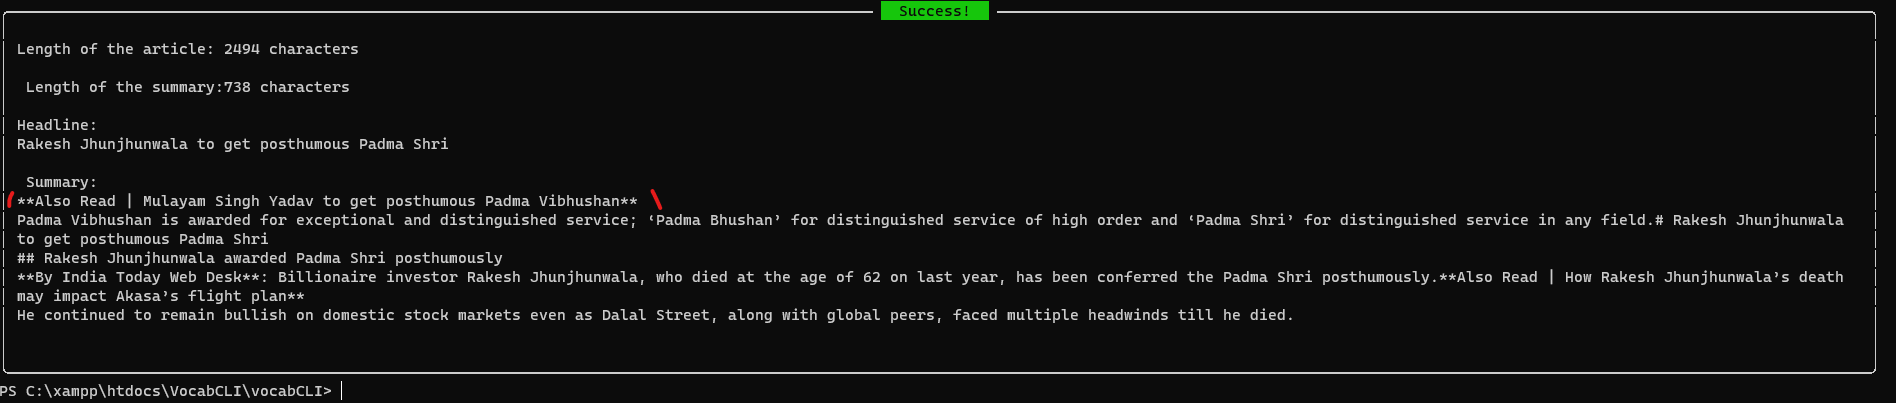 Success!
Length of the article: 2494 characters
Length of the summary:738 characters
Headline:
Rakesh Jhunjhunwala to get posthumous Padma Shri
Summary:
**Also Read | Mulayam Singh Yadav to get posthumous Padma Vibhushan**
Padma Vibhushan is awarded for exceptional and distinguished service; ‘Padma Bhushan’ for distinguished service of high order and ‘Padma Shri’ for distinguished service in any field.# Rakesh Jhunjhunwala
to get posthumous Padma Shri
## Rakesh Jhunjhunwala awarded Padma Shri posthumously
**By India Today Web Desk**: Billionaire investor Rakesh Jhunjhunwala, who died at the age of 62 on last year, has been conferred the Padma Shri posthumously.**Also Read | How Rakesh Jhunjhunwala’s death
may impact Akasa’s flight plan**
He continued to remain bullish on domestic stock markets even as Dalal Street, along with global peers, faced multiple headwinds till he died.
PS C:\xampp\htdocs\VocabCLI\vocabCLI>